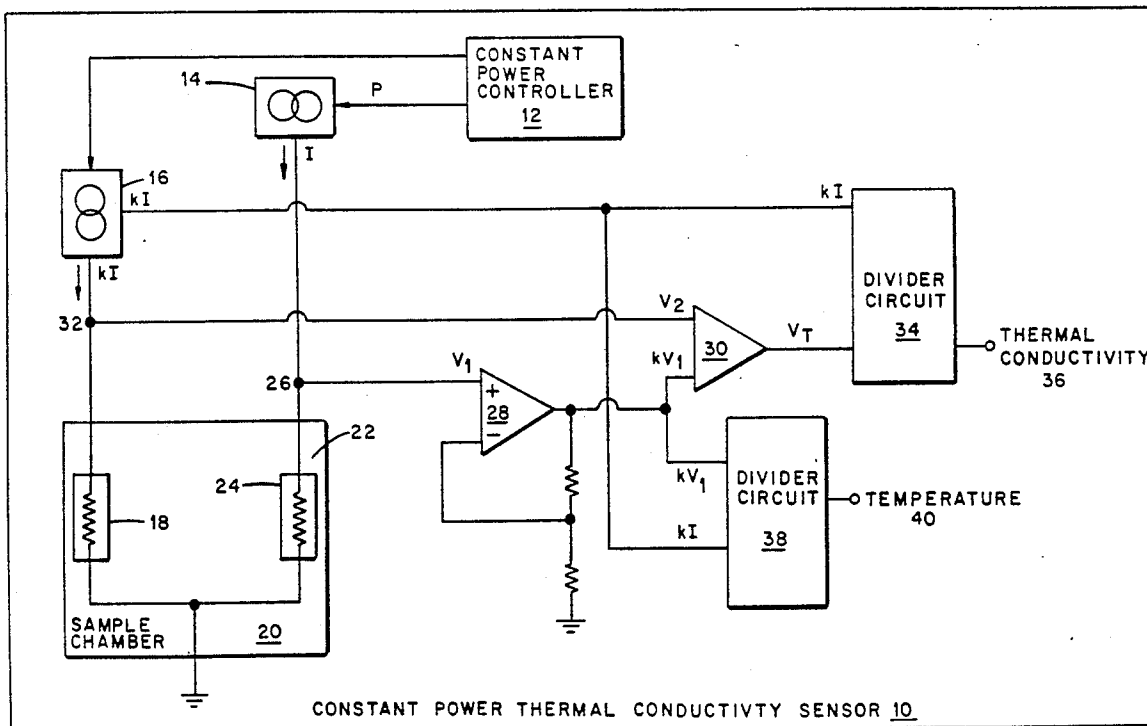 CONSTANT
POWER
CONTROLLER
12
14
P
I
16
kI
kI
kI
DIVIDER
CIRCUIT
34
32
V2
30
VT
THERMAL
CONDUCTIVITY
36
26
V1
+
28
-
kV1
22
24
18
kV1
DIVIDER
CIRCUIT
38
kI
TEMPERATURE
40
SAMPLE
CHAMBER
20
CONSTANT POWER THERMAL CONDUCTIVTY SENSOR 10